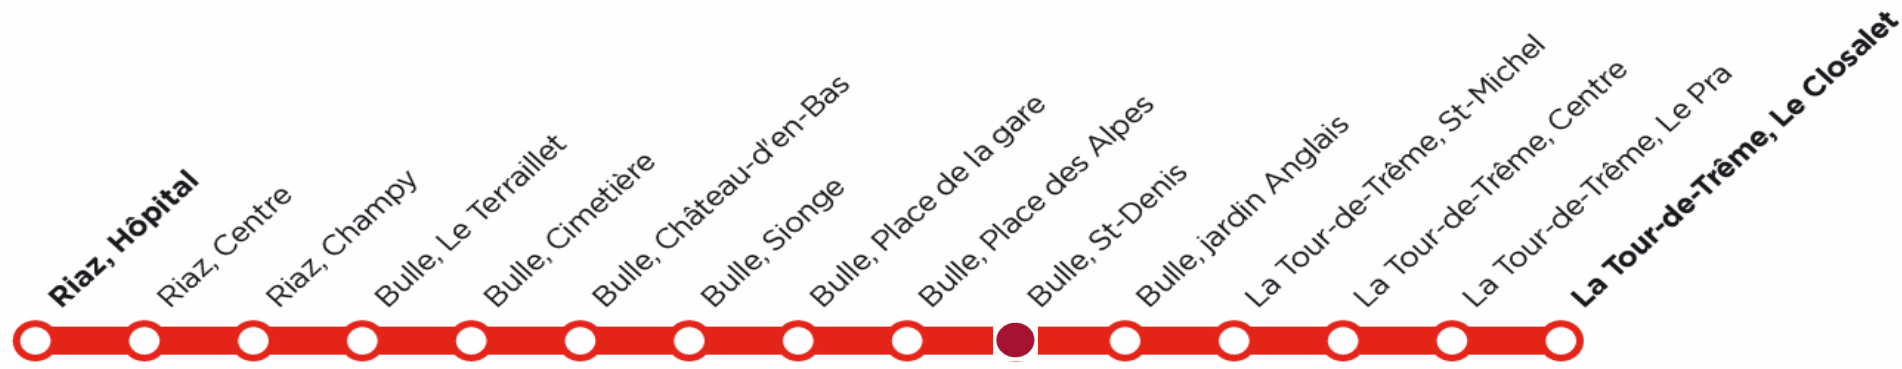 Riaz, Hôpital
Riaz, Centre
Riaz, Champy
Bulle, Le Terraillet
Bulle, Cimetière
Bulle, Château-d'en-Bas
Bulle, Sionge
Bulle, Place de la gare
Bulle, Place des Alpes
Bulle, St-Denis
Bulle, jardin Anglais
La Tour-de-Trême, St-Michel
La Tour-de-Trême, Centre
La Tour-de-Trême, Le Pra
La Tour-de-Trême, Le Closalet